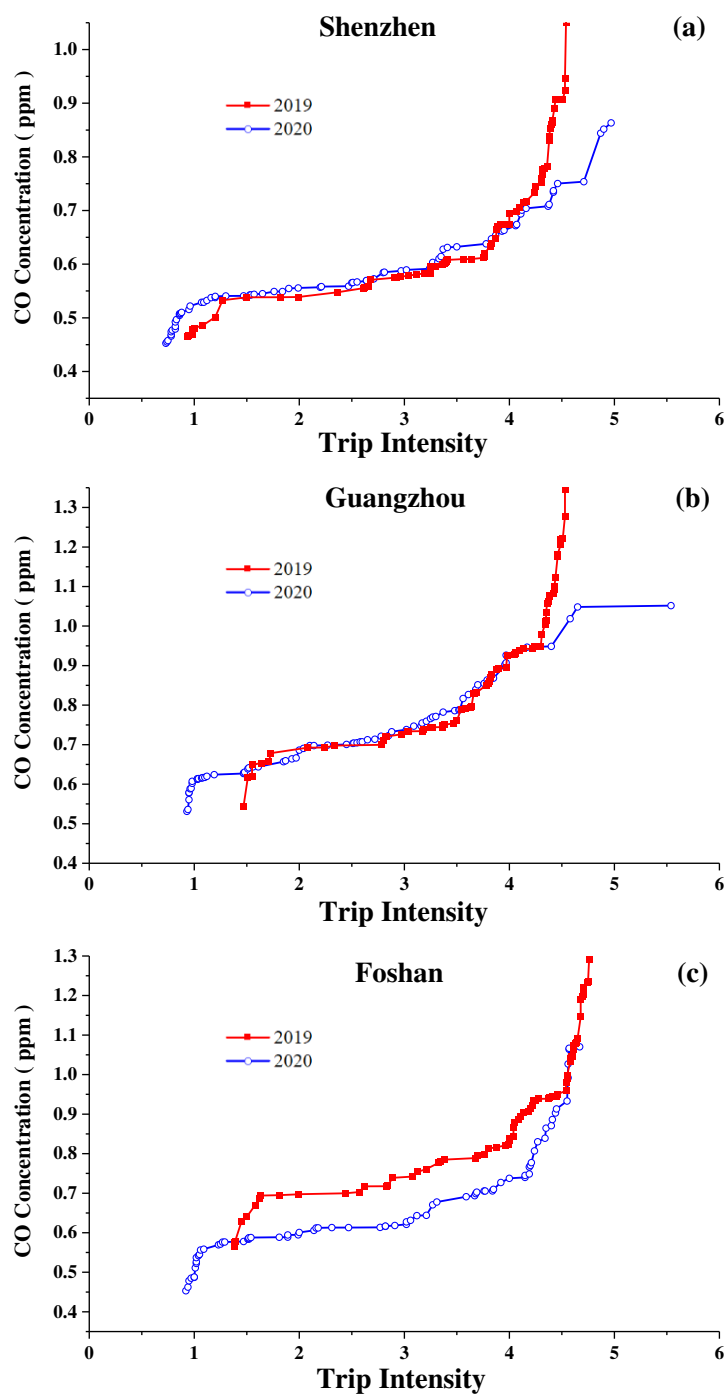 Shenzhen (a)
1.0
0.9
0.8
0.7
0.6
0.5
0.4
CO Concentration ( ppm )
2019
2020
0 1 2 3 4 5 6
Trip Intensity
Guangzhou (b)
1.3
1.2
1.1
1.0
0.9
0.8
0.7
0.6
0.5
0.4
CO Concentration ( ppm )
2019
2020
0 1 2 3 4 5 6
Trip Intensity
Foshan (c)
1.3
1.2
1.1
1.0
0.9
0.8
0.7
0.6
0.5
0.4
CO Concentration ( ppm )
2019
2020
0 1 2 3 4 5 6
Trip Intensity